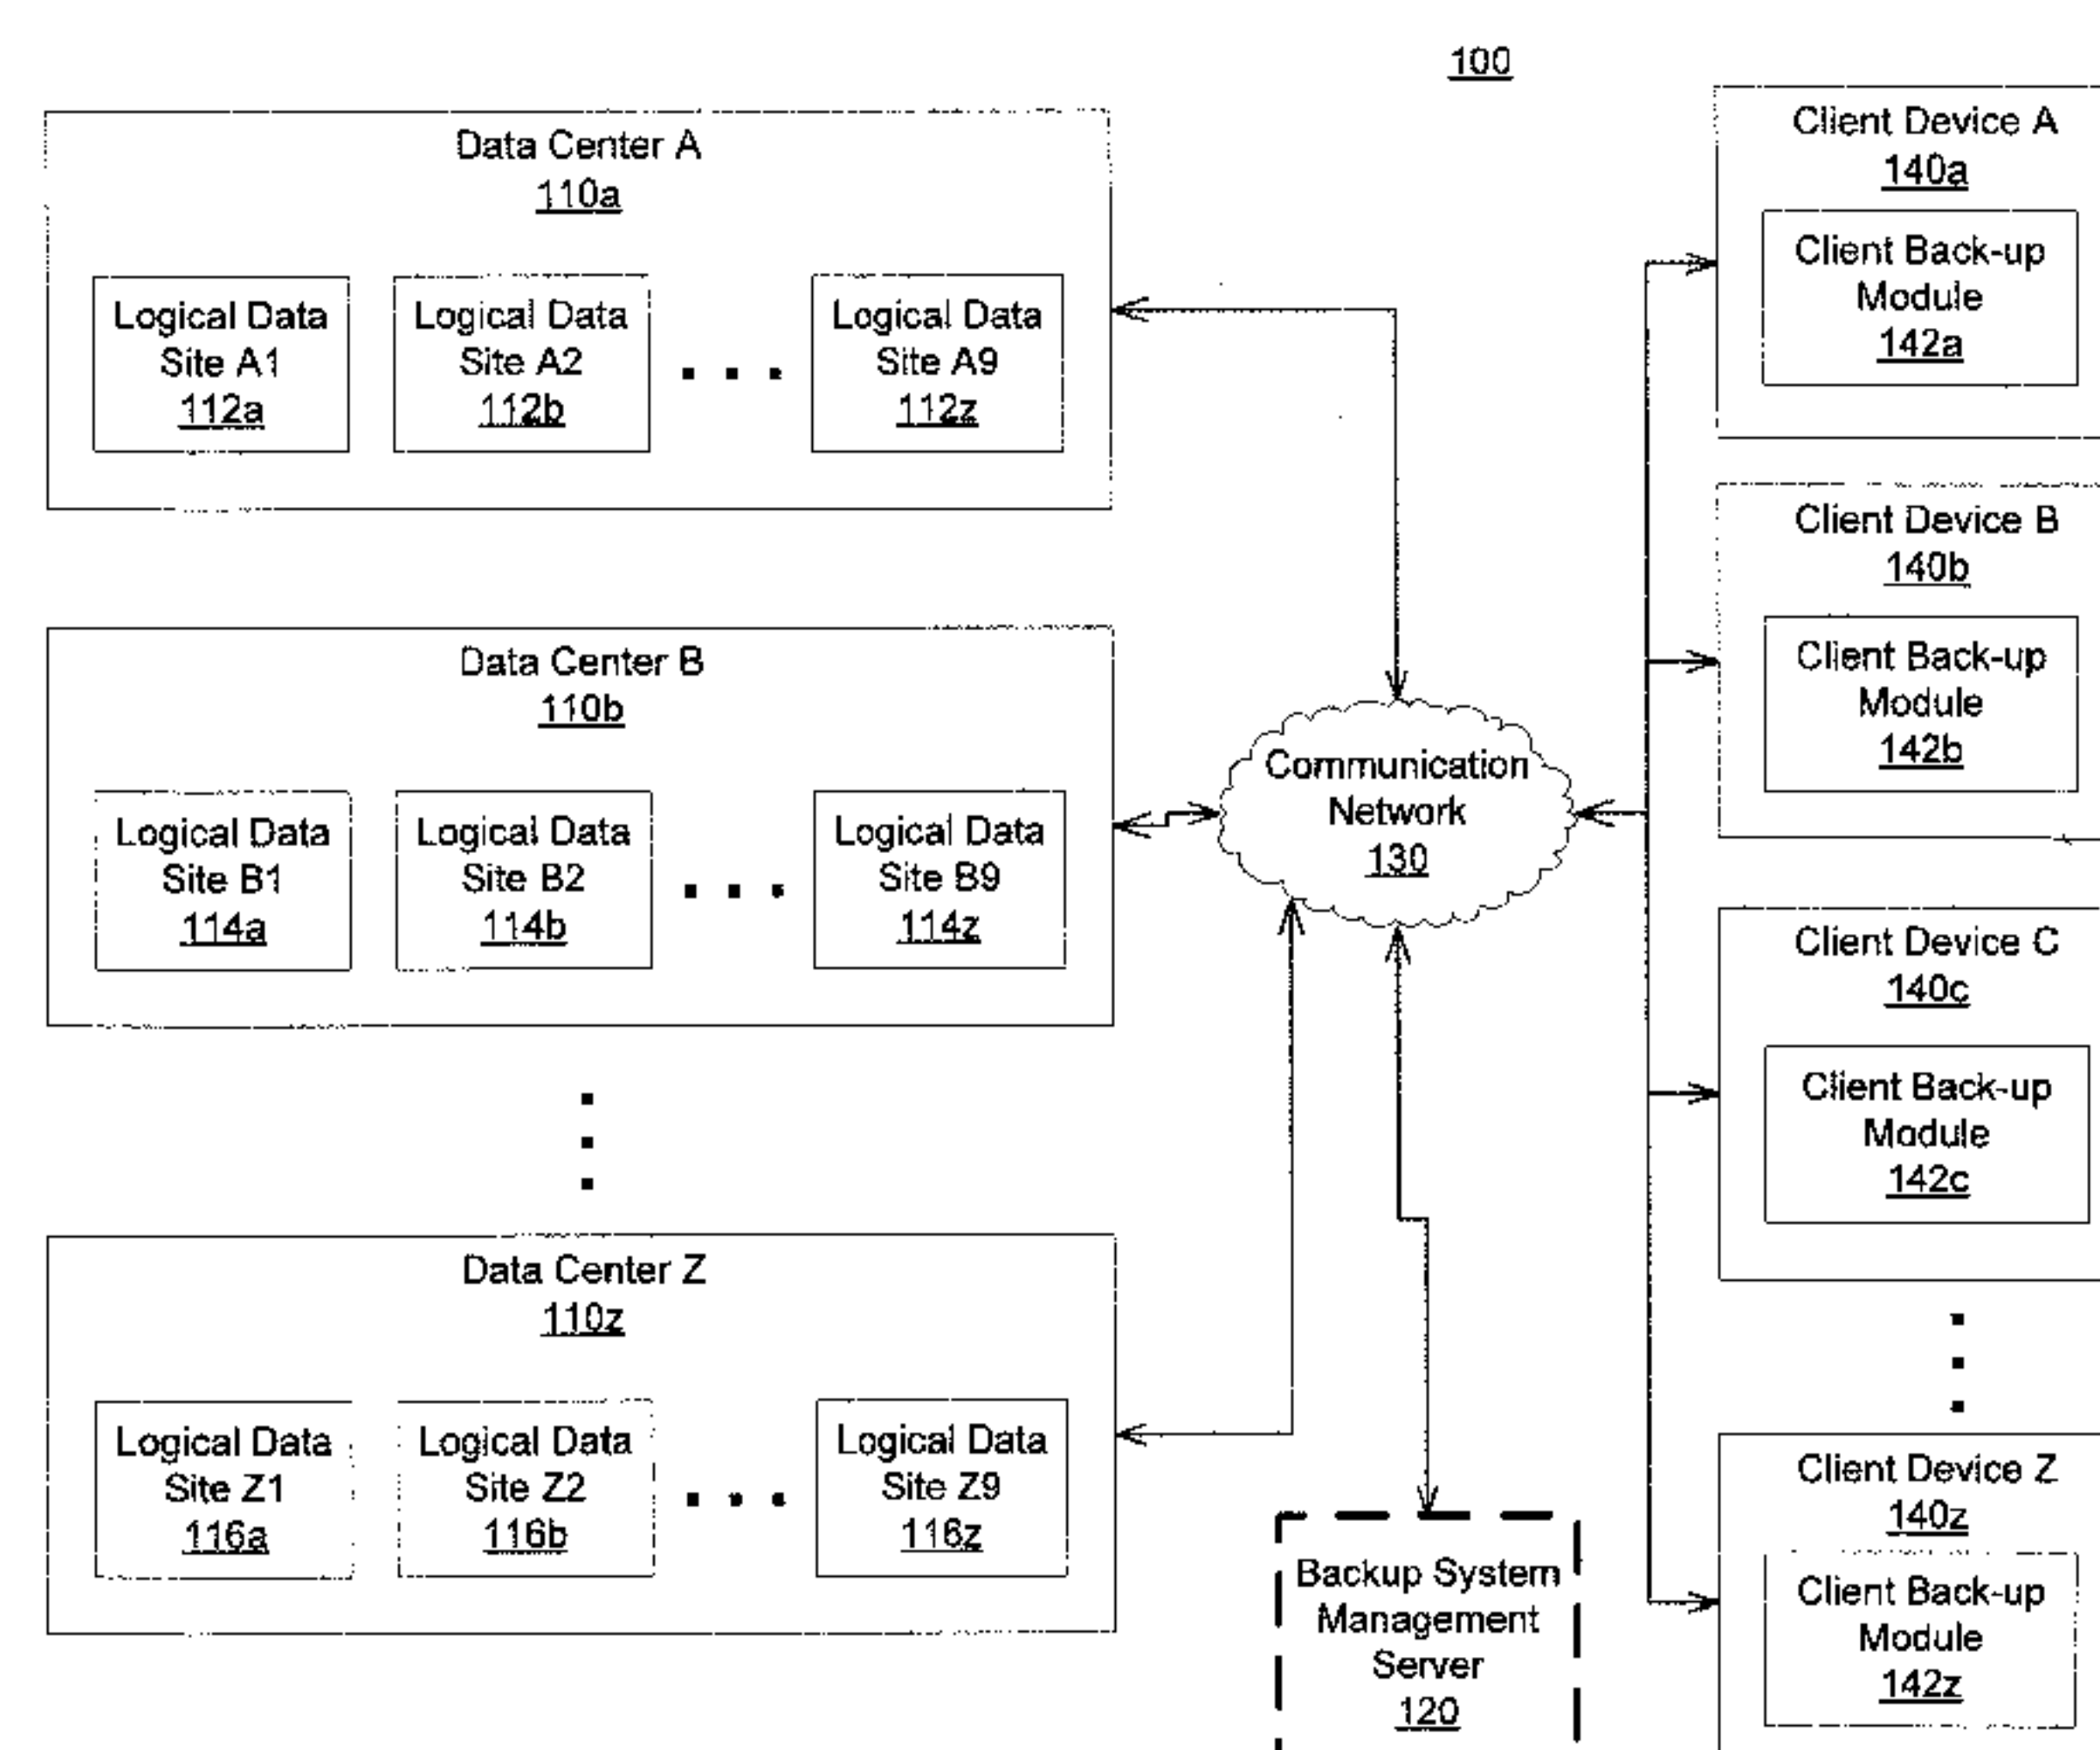 100
Data Center A
110a
Logical Data
Site A1
112a
Logical Data
Site A2
112b
Logical Data
Site A9
112z
Data Center B
110b
Logical Data
Site B1
114a
Logical Data
Site B2
114b
Logical Data
Site B9
114z
Data Center Z
110z
Logical Data
Site Z1
116a
Logical Data
Site Z2
116b
Logical Data
Site Z9
116z
Communication
Network
130
Backup System
Management
Server
120
Client Device A
140a
Client Back-up
Module
142a
Client Device B
140b
Client Back-up
Module
142b
Client Device C
140c
Client Back-up
Module
142c
Client Device Z
140z
Client Back-up
Module
142z